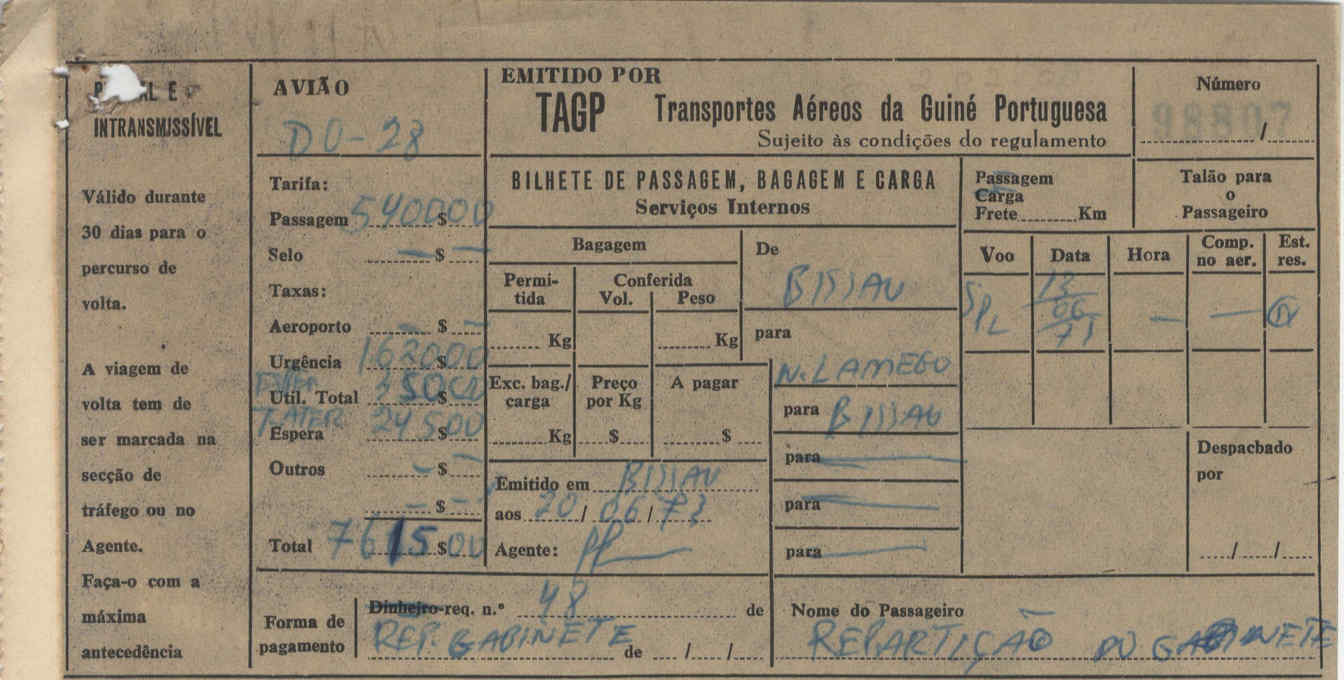 INTRANSMISSÍVEL
Válido durante
30 dias para o
percurso de
volta.
A viagem de
volta tem de
ser marcada na
secção de
tráfego ou no
Agente.
Faça-o com a
máxima
antecedência
AVIÃO
DO-28
Tarifa:
Passagem 5400$00
Selo — $ —
Taxas:
Aeroporto — $ —
Urgência 1620$00
Util. Total 350$00
T. ATER
Espera 245$00
Outros — $ —
— $ —
Total 7615$00
EMITIDO POR
TAGP Transportes Aéreos da Guiné Portuguesa
Sujeito às condições do regulamento
Número
98807
/
BILHETE DE PASSAGEM, BAGAGEM E CARGA
Serviços Internos
Passagem
Carga
Frete Km
Talão para
o
Passageiro
Bagagem
Permi-
tida
Conferida
Vol. Peso
Kg Kg
Exc. bag./
carga
Preço
por Kg
A pagar
Kg $ $
De
BISSAU
para
N. LAMEGO
para BISSAU
para
para
para
Voo Data Hora Comp.
no aer. Est.
res.
SPL — —
06
Despachado
por
/ /
Emitido em BISSAU
aos 20/06/73
Agente:
Forma de
pagamento
Dinheiro-req. n.º 48 de
REP. GABINETE de / /
Nome do Passageiro
REPARTIÇÃO DO GABINETE